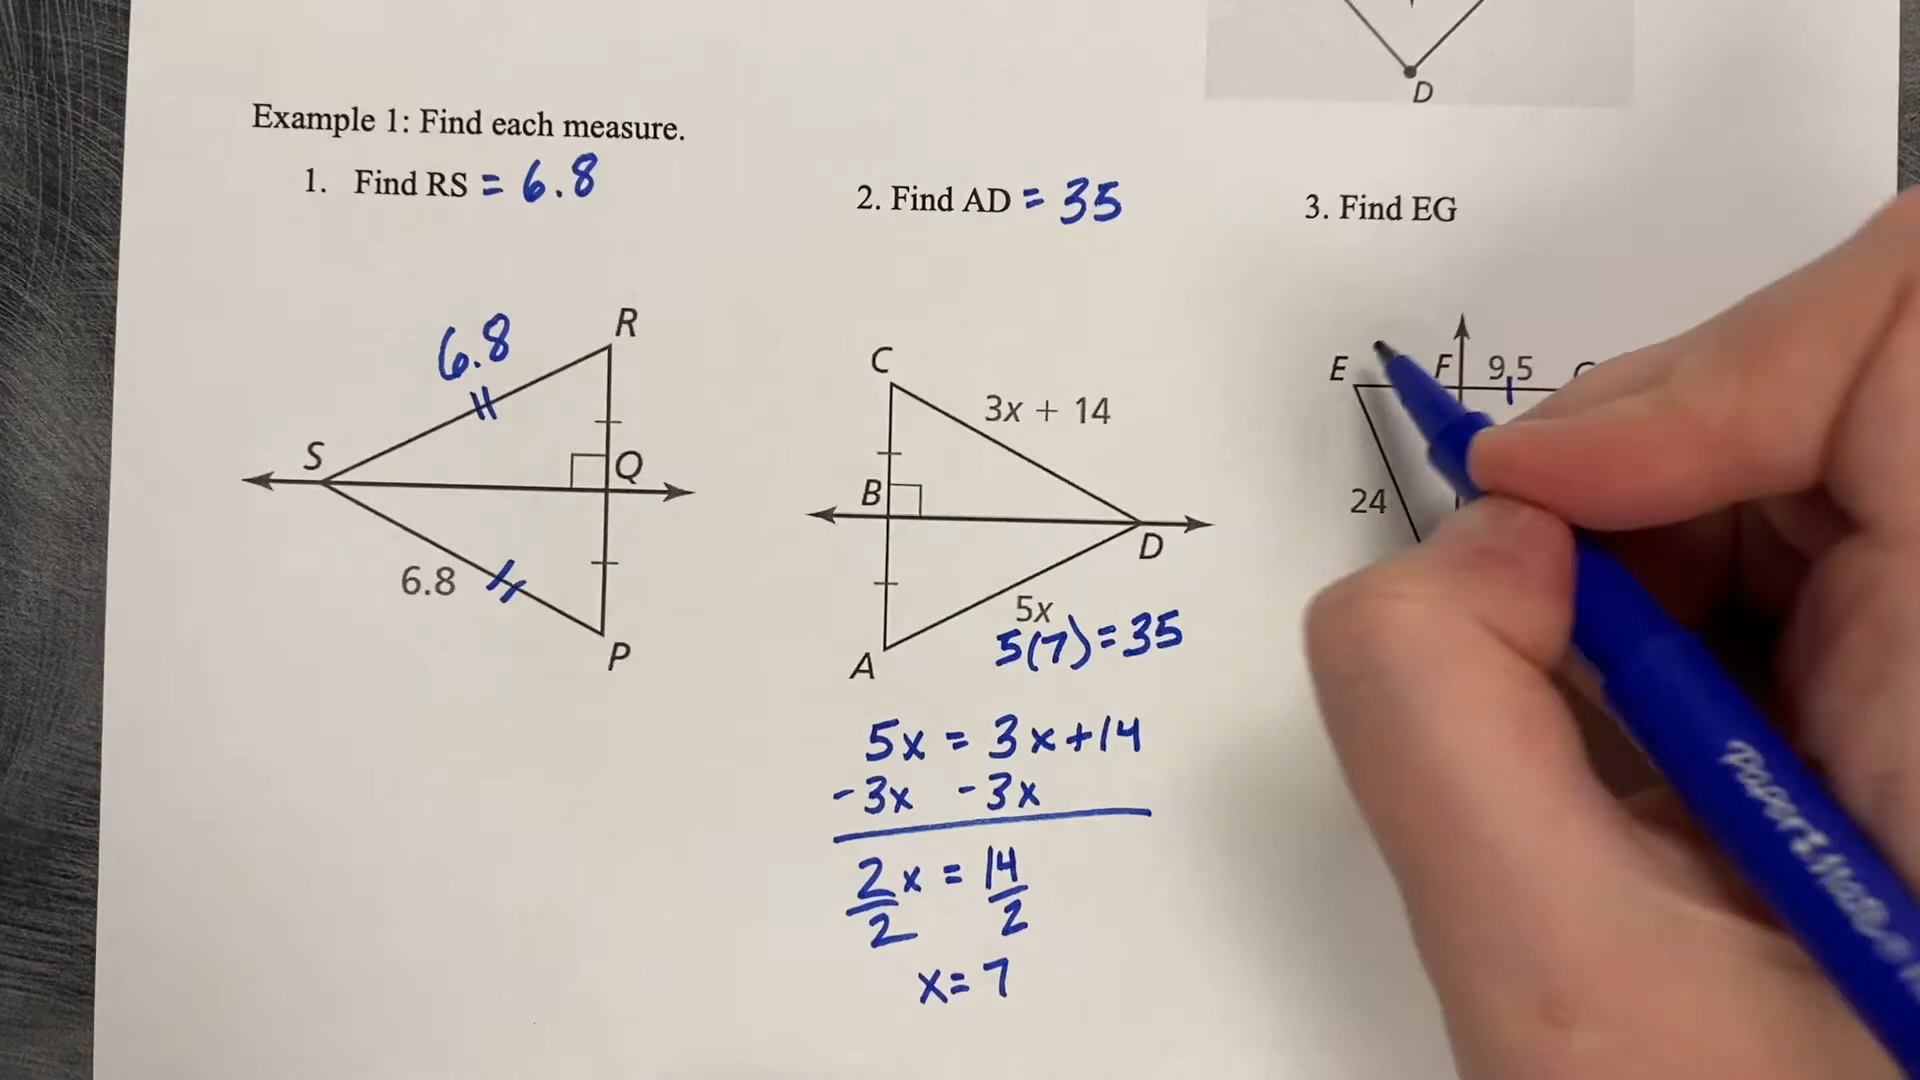 D
Example 1: Find each measure.
1. Find RS = 6.8
2. Find AD = 35
3. Find EG
6.8
R
S
Q
6.8
P
C
3x + 14
B
D
5x
5(7)=35
A
5x = 3x+14
-3x -3x
2x = 14
2 2
x=7
E
F
9.5
24
PaperMate